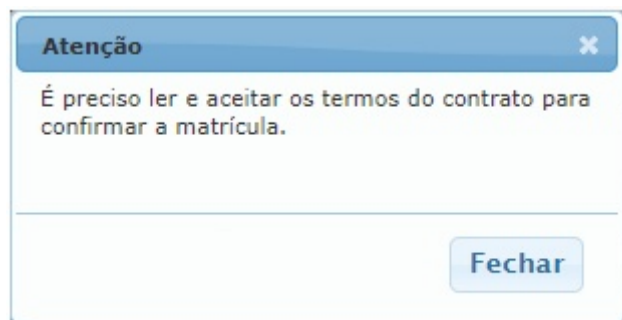 Atenção
É preciso ler e aceitar os termos do contrato para
confirmar a matrícula.
Fechar